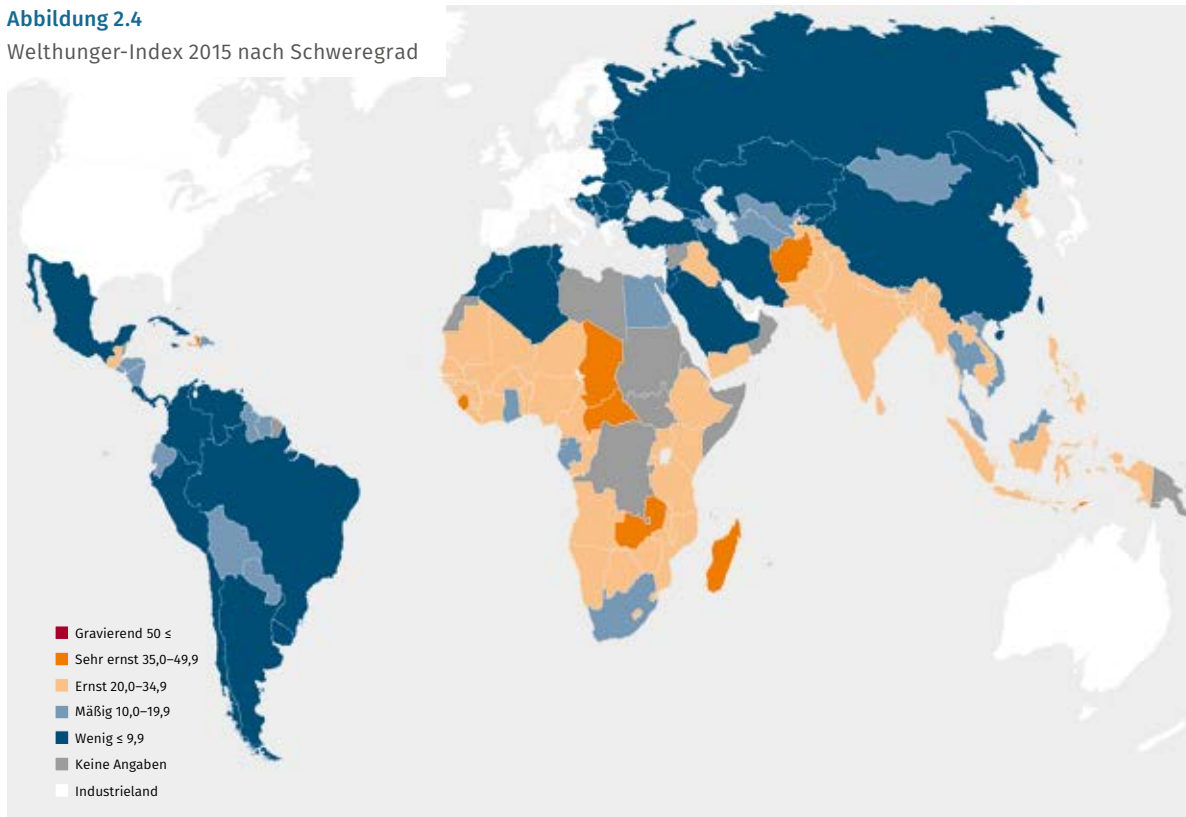 Abbildung 2.4
Welthunger-Index 2015 nach Schweregrad
Gravierend 50 ≤
Sehr ernst 35,0–49,9
Ernst 20,0–34,9
Mäßig 10,0–19,9
Wenig ≤ 9,9
Keine Angaben
Industrieland